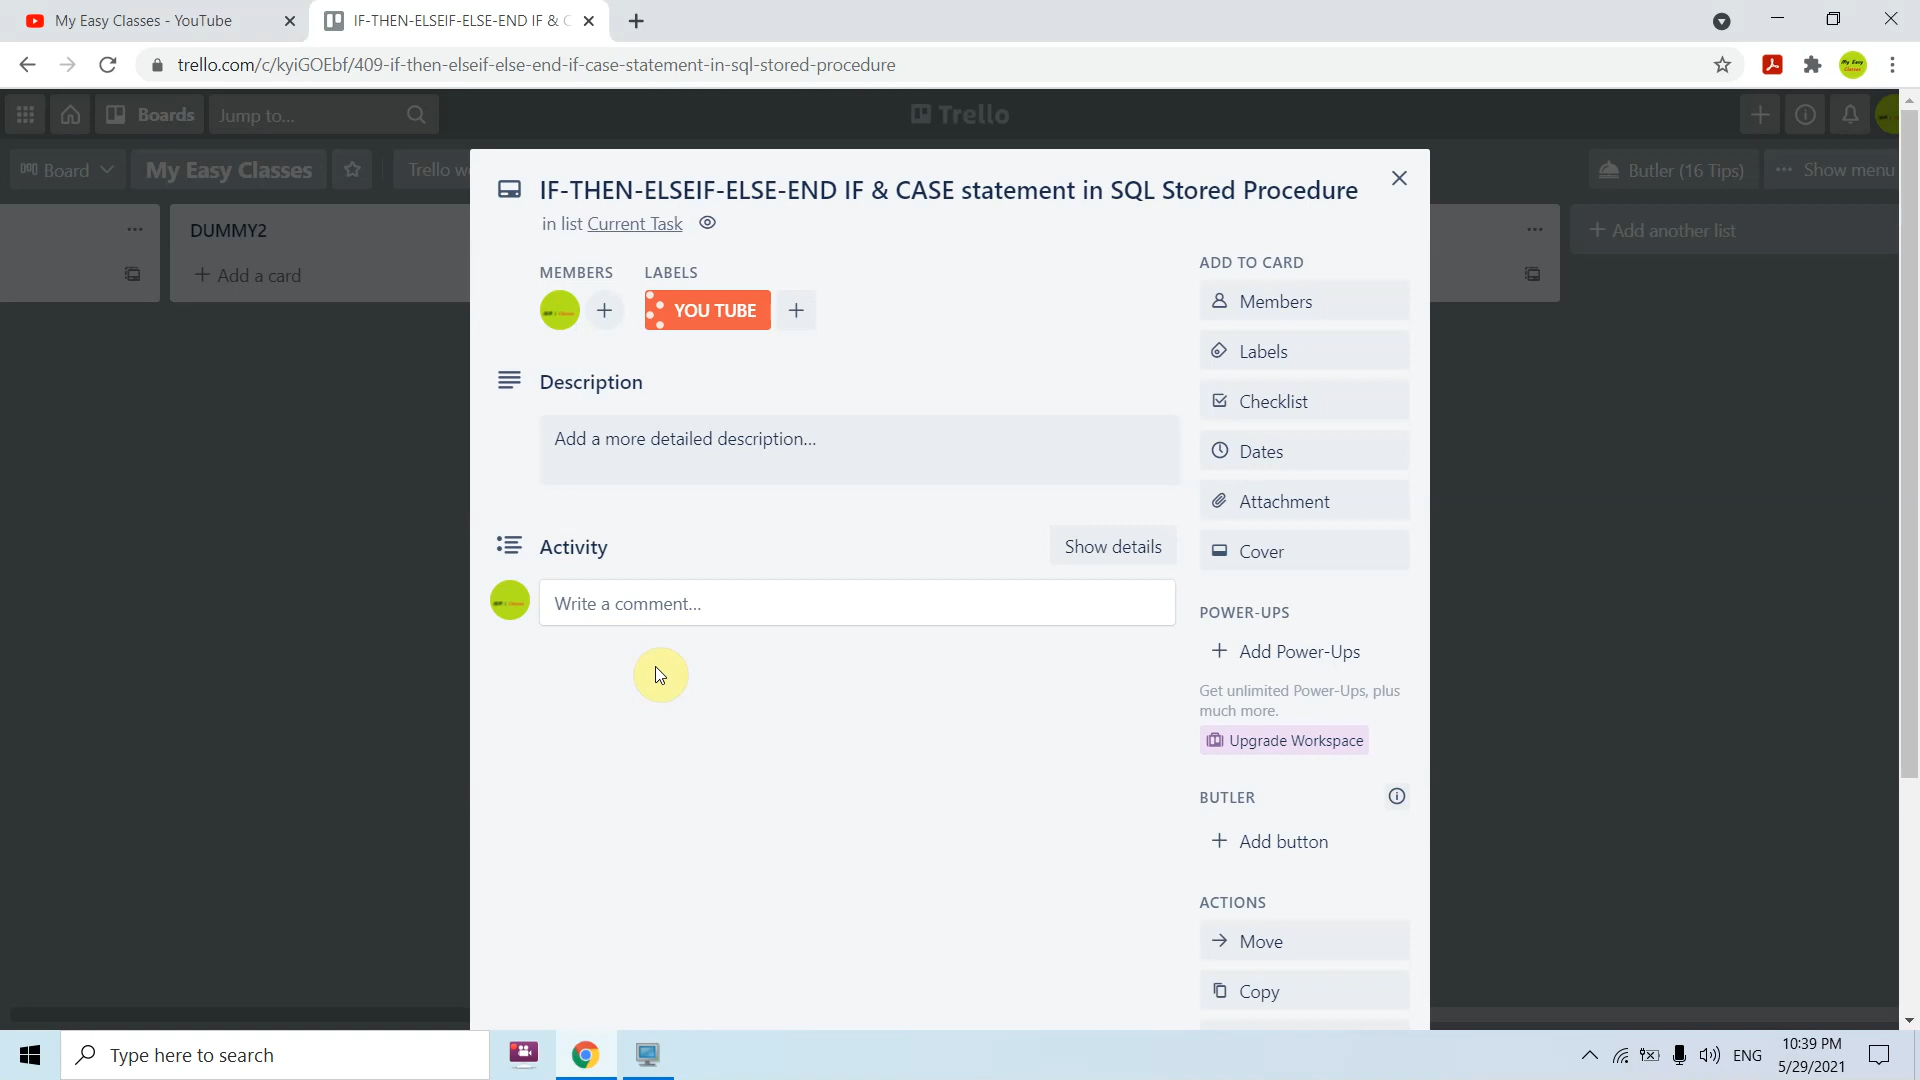 My Easy Classes - YouTube
IF-THEN-ELSEIF-ELSE-END IF &
trello.com/c/kyiGOEbf/409-if-then-elseif-else-end-if-case-statement-in-sql-stored-procedure
Boards
Jump to...
Trello
Board
My Easy Classes
Butler (16 Tips)
Show menu
DUMMY2
Add a card
Add another list
IF-THEN-ELSEIF-ELSE-END IF & CASE statement in SQL Stored Procedure
in list Current Task
MEMBERS
LABELS
YOU TUBE
Description
Add a more detailed description...
Activity
Show details
Write a comment...
ADD TO CARD
Members
Labels
Checklist
Dates
Attachment
Cover
POWER-UPS
Add Power-Ups
Get unlimited Power-Ups, plus
much more.
Upgrade Workspace
BUTLER
Add button
ACTIONS
Move
Copy
Type here to search
ENG
10:39 PM
5/29/2021